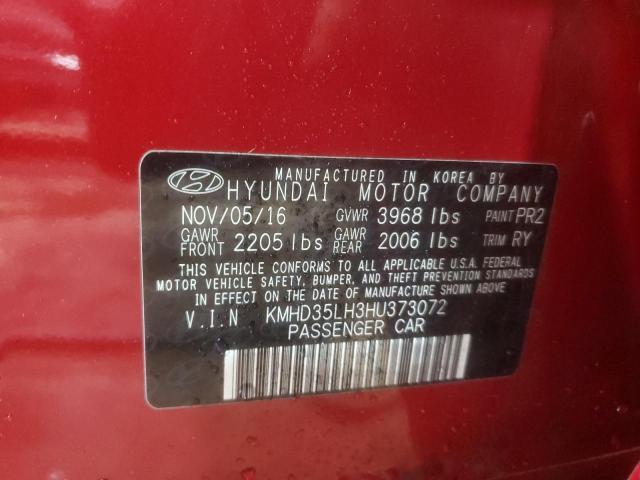 MANUFACTURED IN KOREA BY
HYUNDAI MOTOR COMPANY
NOV/05/16 GVWR 3968 lbs PAINT PR2
GAWR FRONT 2205 lbs GAWR REAR 2006 lbs TRIM RY
THIS VEHICLE CONFORMS TO ALL APPLICABLE U.S.A. FEDERAL
MOTOR VEHICLE SAFETY, BUMPER, AND THEFT PREVENTION STANDARDS
IN EFFECT ON THE DATE OF MANUFACTURE SHOWN ABOVE.
V.I.N KMHD35LH3HU373072
PASSENGER CAR